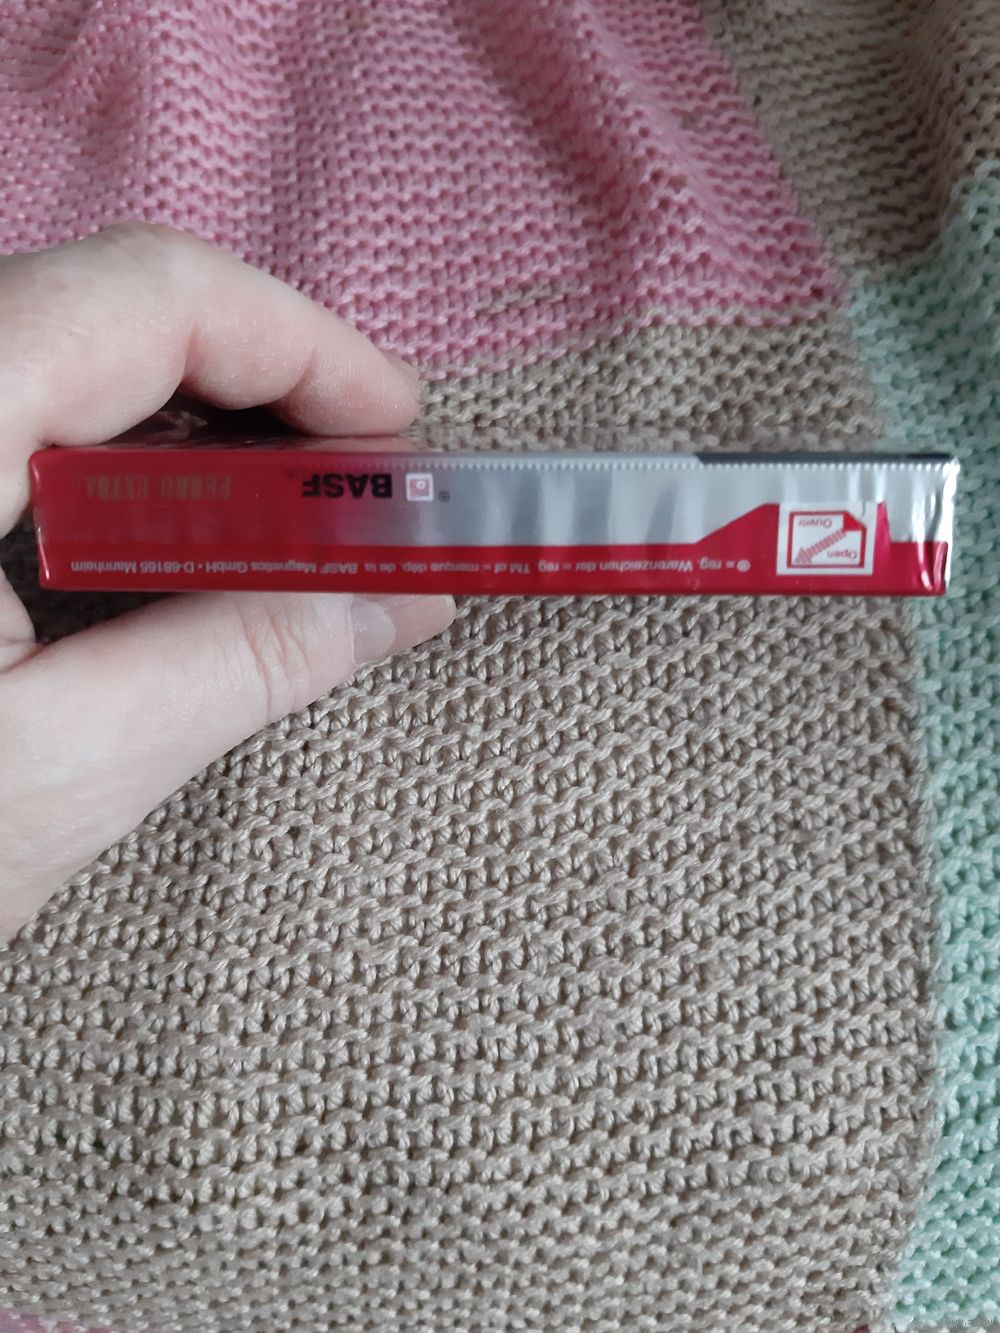 ® = reg. Warenzeichen der = reg. TM of = marque dép. de la BASF Magnetics GmbH • D-68165 Mannheim
Open
Ouvrir
® BASF FERRO EXTRA I